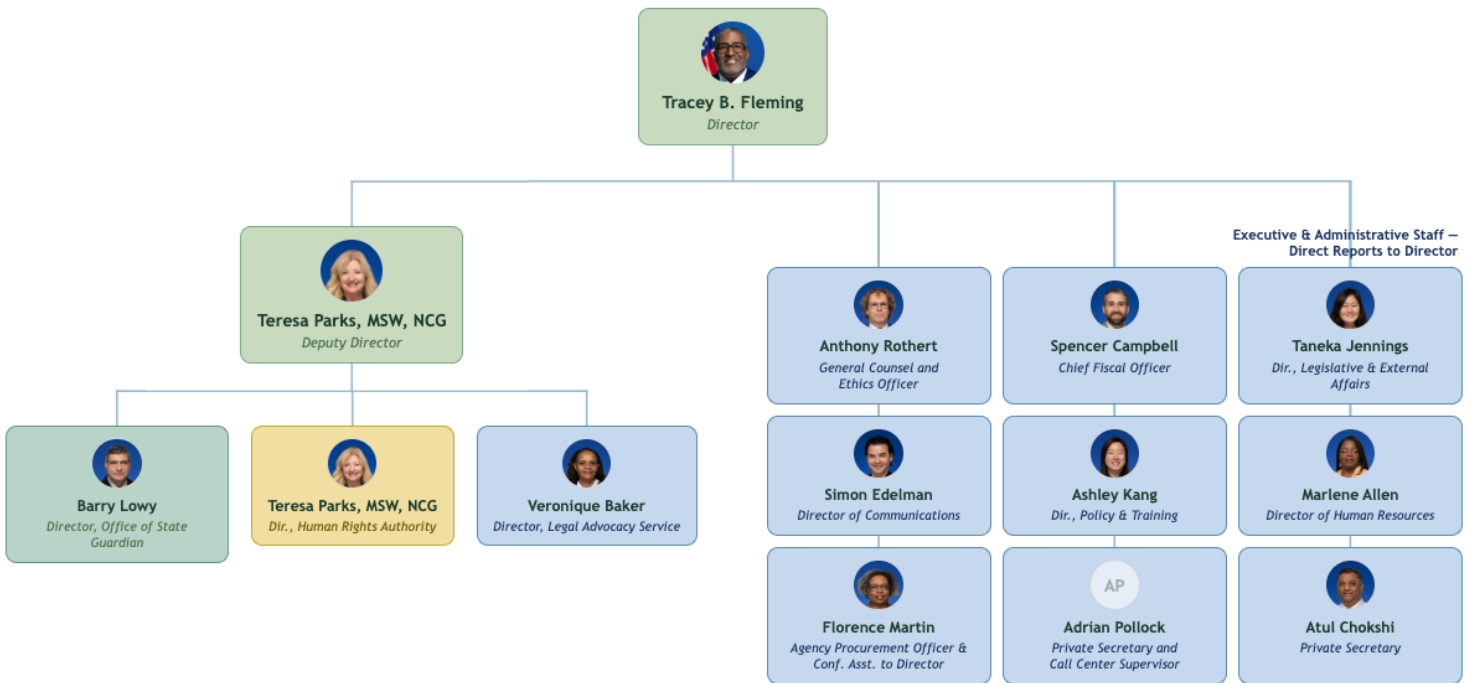 Tracey B. Fleming
Director
Teresa Parks, MSW, NCG
Deputy Director
Barry Lowy
Director, Office of State
Guardian
Teresa Parks, MSW, NCG
Dir., Human Rights Authority
Veronique Baker
Director, Legal Advocacy Service
Executive & Administrative Staff —
Direct Reports to Director
Anthony Rothert
General Counsel and
Ethics Officer
Spencer Campbell
Chief Fiscal Officer
Taneka Jennings
Dir., Legislative & External
Affairs
Simon Edelman
Director of Communications
Ashley Kang
Dir., Policy & Training
Marlene Allen
Director of Human Resources
Florence Martin
Agency Procurement Officer &
Conf. Asst. to Director
AP
Adrian Pollock
Private Secretary and
Call Center Supervisor
Atul Chokshi
Private Secretary